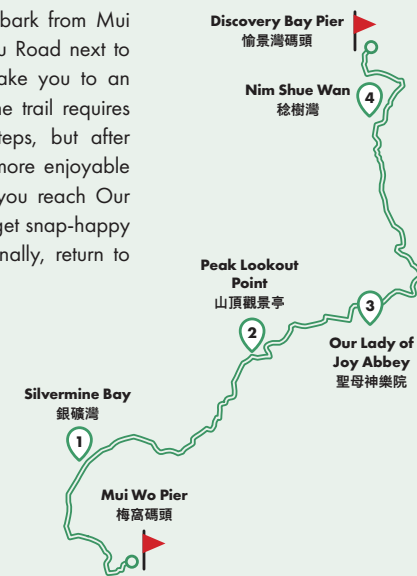 bark from Mui
u Road next to
ake you to an
ne trail requires
teps, but after
more enjoyable
you reach Our
get snap-happy
nally, return to
Discovery Bay Pier
愉景灣碼頭
Nim Shue Wan
稔樹灣
4
Peak Lookout
Point
山頂觀景亭
2
3
Our Lady of
Joy Abbey
聖母神樂院
Silvermine Bay
銀礦灣
1
Mui Wo Pier
梅窩碼頭